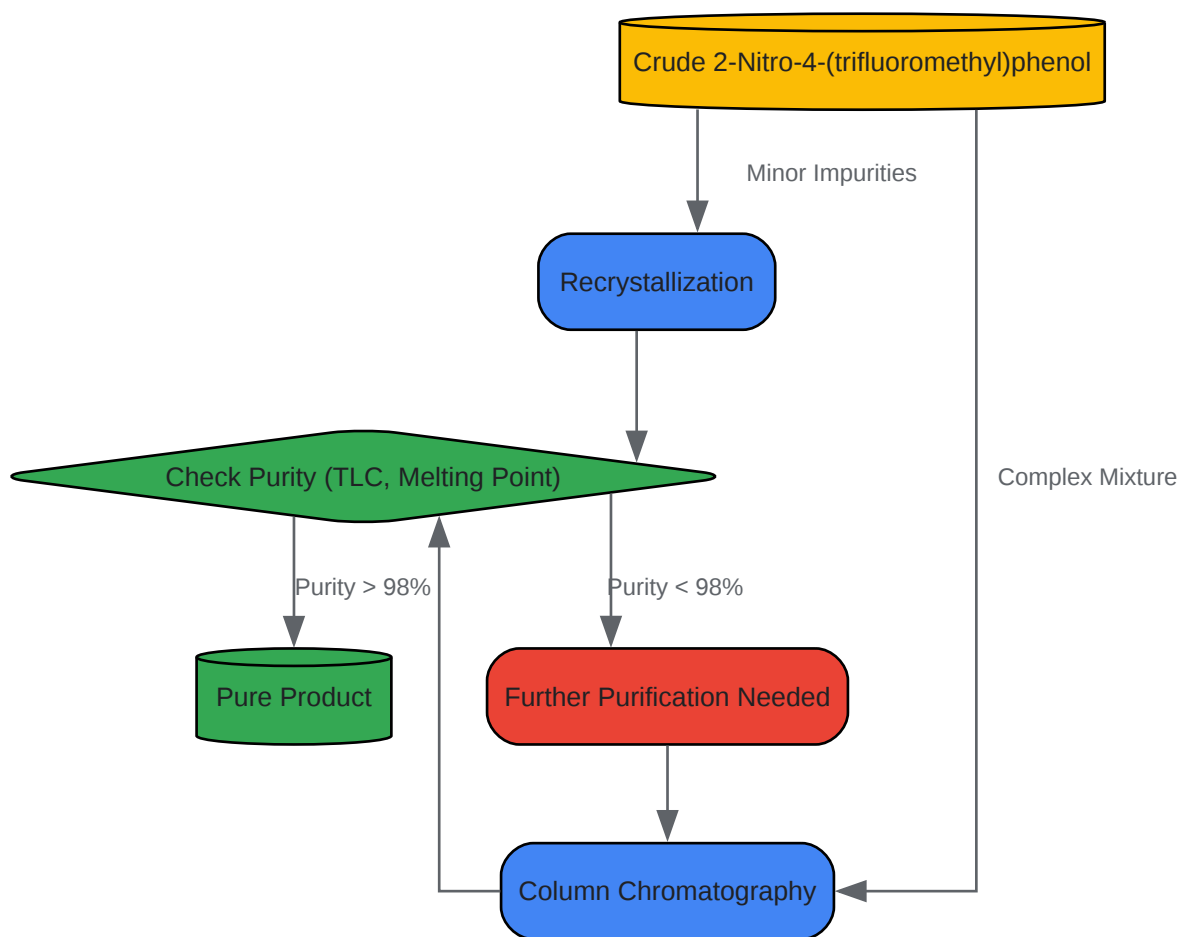 Crude 2-Nitro-4-(trifluoromethyl)phenol
Minor Impurities
Recrystallization
Check Purity (TLC, Melting Point)
Complex Mixture
Purity > 98%
Purity < 98%
Pure Product
Further Purification Needed
Column Chromatography